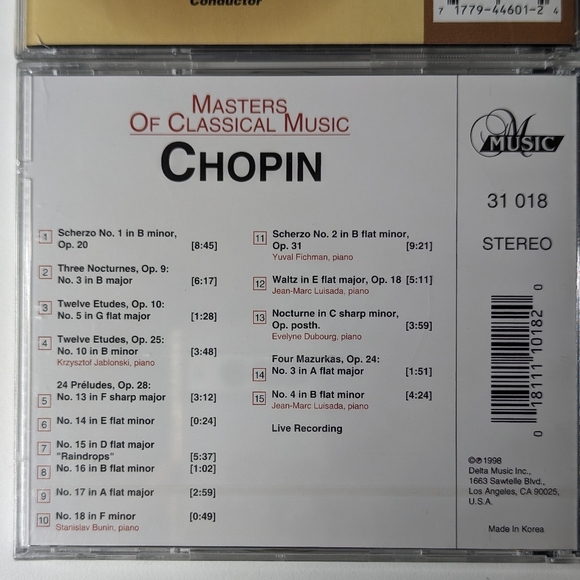 Conductor
7 1779-44601-2 4
MASTERS
OF CLASSICAL MUSIC
CHOPIN
1 Scherzo No. 1 in B minor,
Op. 20 [8:45]
2 Three Nocturnes, Op. 9:
No. 3 in B major [6:17]
3 Twelve Etudes, Op. 10:
No. 5 in G flat major [1:28]
4 Twelve Etudes, Op. 25:
No. 10 in B minor [3:48]
Krzysztof Jablonski, piano
24 Préludes, Op. 28:
5 No. 13 in F sharp major [3:12]
6 No. 14 in E flat minor [0:24]
7 No. 15 in D flat major
"Raindrops" [5:37]
8 No. 16 in B flat minor [1:02]
9 No. 17 in A flat major [2:59]
10 No. 18 in F minor [0:49]
Stanislav Bunin, piano
11 Scherzo No. 2 in B flat minor,
Op. 31 [9:21]
Yuval Fichman, piano
12 Waltz in E flat major, Op. 18 [5:11]
Jean-Marc Luisada, piano
13 Nocturne in C sharp minor,
Op. posth. [3:59]
Evelyne Dubourg, piano
Four Mazurkas, Op. 24:
14 No. 3 in A flat major [1:51]
15 No. 4 in B flat minor [4:24]
Jean-Marc Luisada, piano
Live Recording
M
MUSIC
31 018
STEREO
0 18111 10182 0
©℗ 1998
Delta Music Inc.,
1663 Sawtelle Blvd.,
Los Angeles, CA 90025,
U.S.A.
Made In Korea